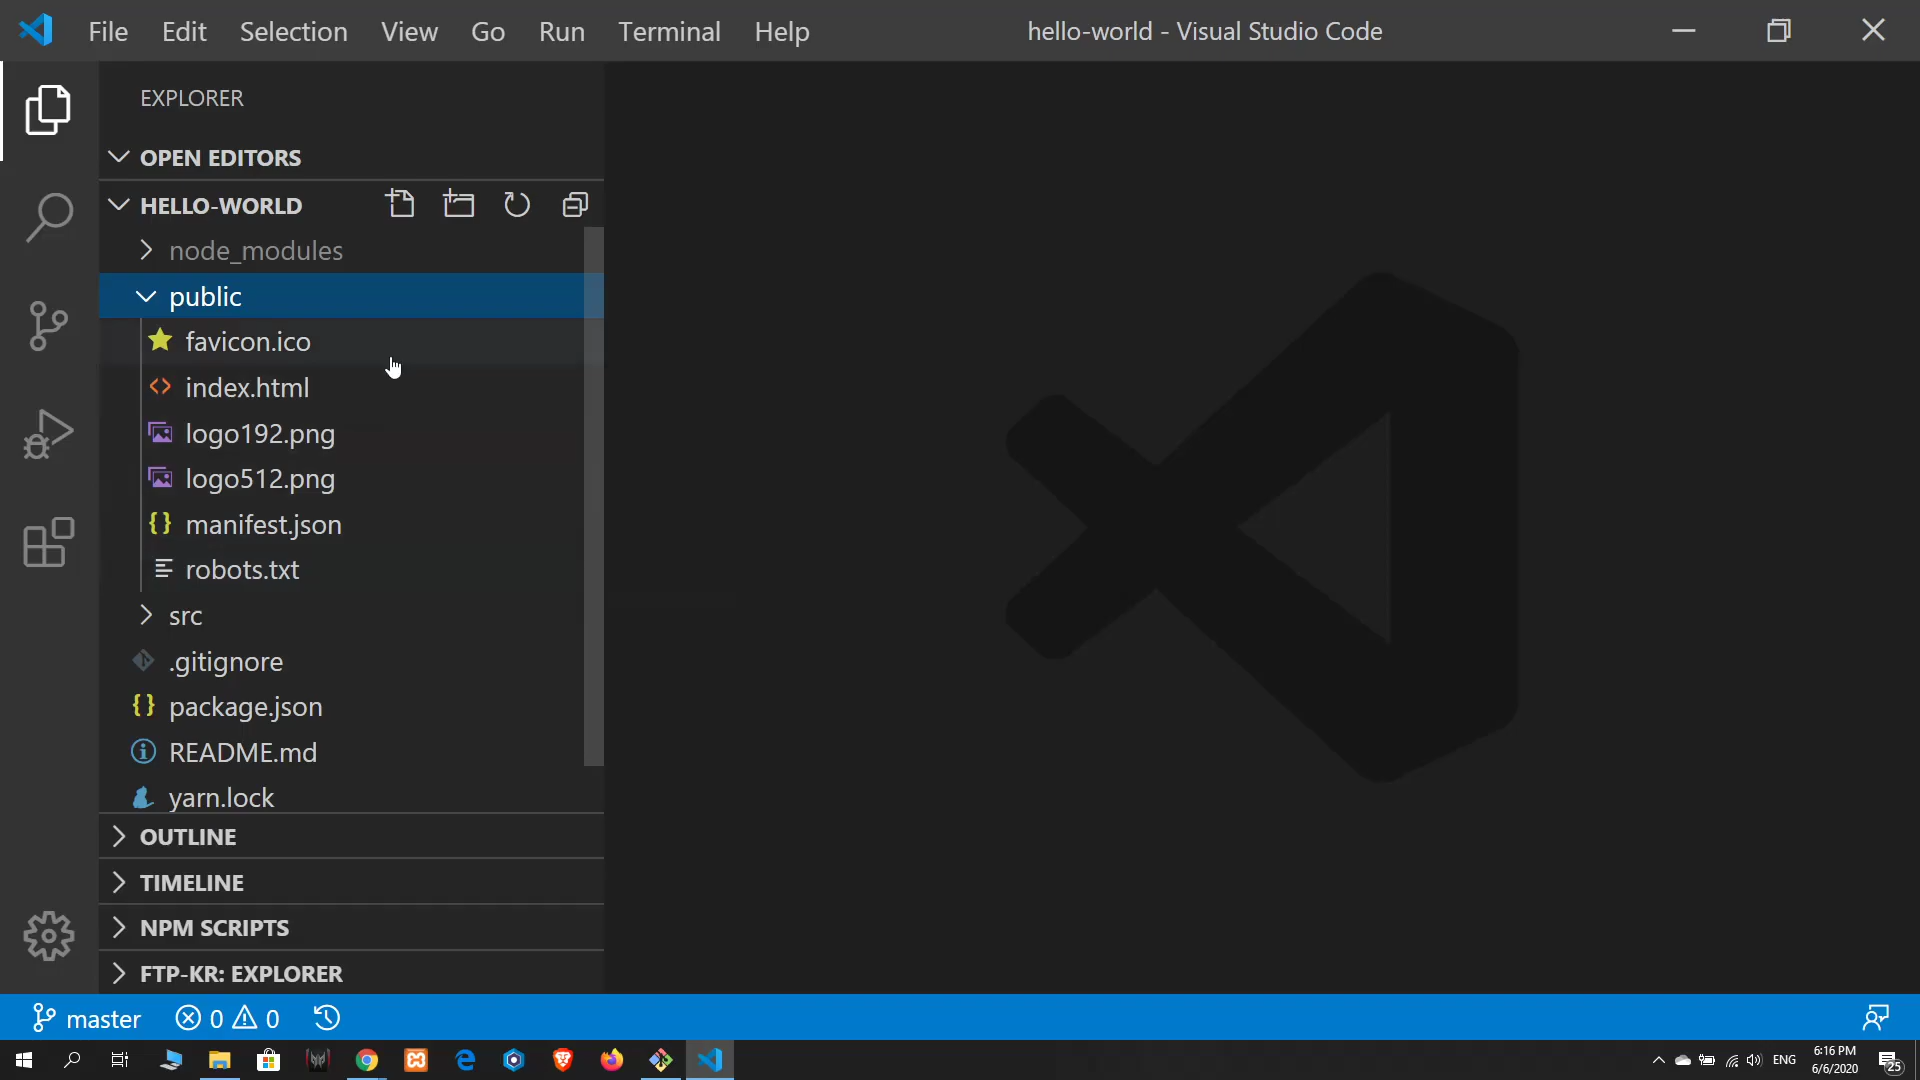 File Edit Selection View Go Run Terminal Help hello-world - Visual Studio Code
EXPLORER
OPEN EDITORS
HELLO-WORLD
node_modules
public
favicon.ico
index.html
logo192.png
logo512.png
manifest.json
robots.txt
src
.gitignore
package.json
README.md
yarn.lock
OUTLINE
TIMELINE
NPM SCRIPTS
FTP-KR: EXPLORER
master 0 0
ENG
6:16 PM
6/6/2020
25